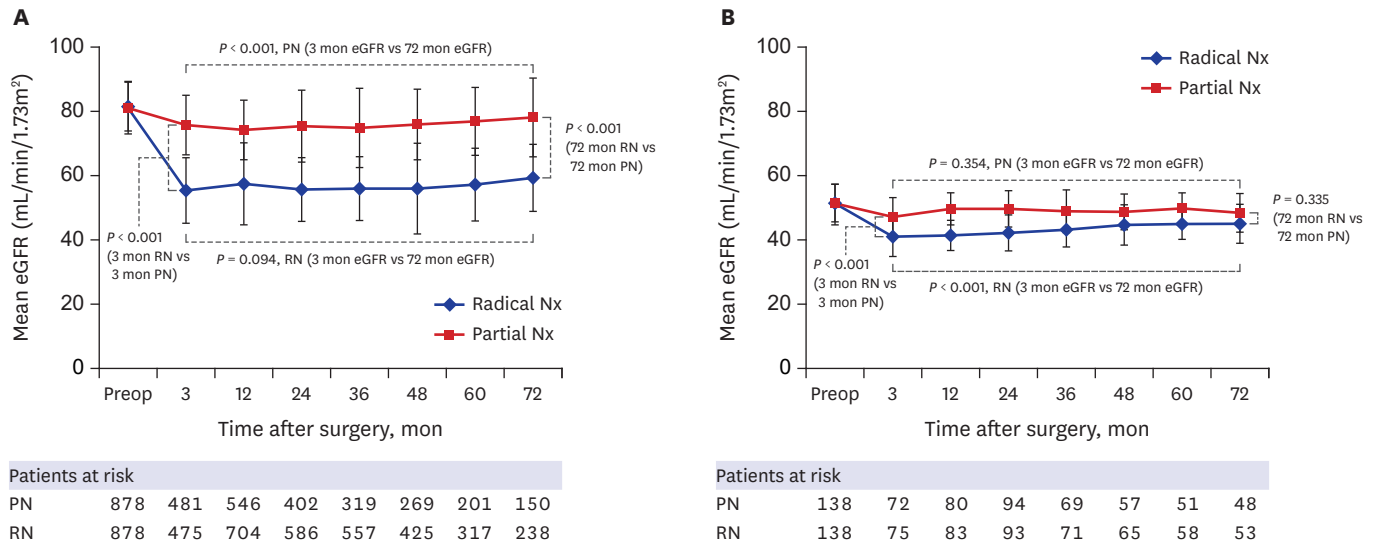 A
P < 0.001, PN (3 mon eGFR vs 72 mon eGFR)
100
80
60
40
20
0
Mean eGFR (mL/min/1.73m²)
P < 0.001
(72 mon RN vs
72 mon PN)
P < 0.001
(3 mon RN vs
3 mon PN)
P = 0.094, RN (3 mon eGFR vs 72 mon eGFR)
Radical Nx
Partial Nx
Preop 3 12 24 36 48 60 72
Time after surgery, mon
Patients at risk
PN 878 481 546 402 319 269 201 150
RN 878 475 704 586 557 425 317 238
B
Radical Nx
Partial Nx
100
80
60
40
20
0
Mean eGFR (mL/min/1.73m²)
P = 0.354, PN (3 mon eGFR vs 72 mon eGFR)
P = 0.335
(72 mon RN vs
72 mon PN)
P < 0.001
(3 mon RN vs
3 mon PN)
P < 0.001, RN (3 mon eGFR vs 72 mon eGFR)
Preop 3 12 24 36 48 60 72
Time after surgery, mon
Patients at risk
PN 138 72 80 94 69 57 51 48
RN 138 75 83 93 71 65 58 53